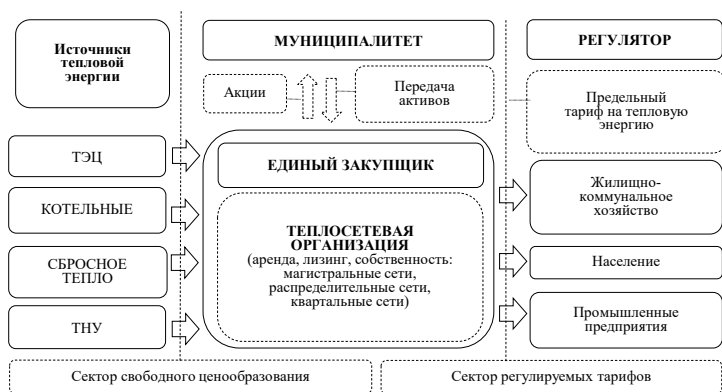 Источники
тепловой
энергии
МУНИЦИПАЛИТЕТ
РЕГУЛЯТОР
Акции
Передача
активов
Предельный
тариф на тепловую
энергию
ТЭЦ
КОТЕЛЬНЫЕ
СБРОСНОЕ
ТЕПЛО
ТНУ
ЕДИНЫЙ ЗАКУПЩИК
ТЕПЛОСЕТЕВАЯ
ОРГАНИЗАЦИЯ
(аренда, лизинг, собственность:
магистральные сети,
распределительные сети,
квартальные сети)
Жилищно-
коммунальное
хозяйство
Население
Промышленные
предприятия
Сектор свободного ценообразования
Сектор регулируемых тарифов